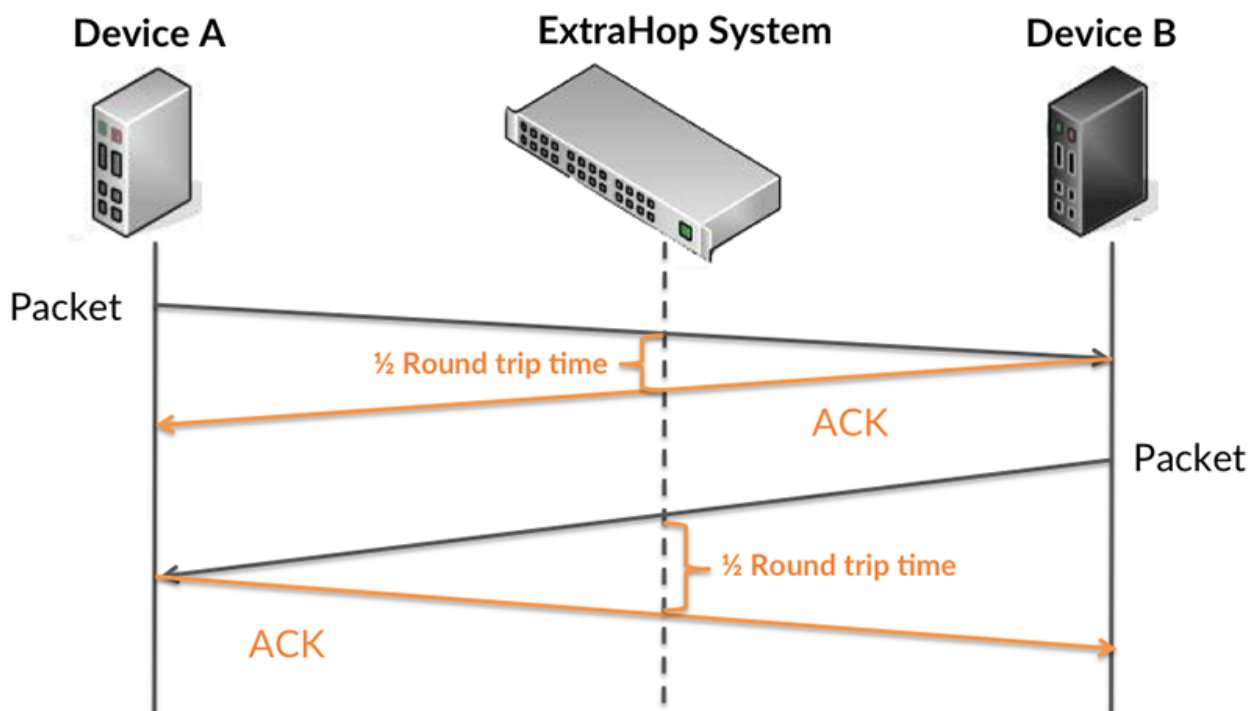 Device A
ExtraHop System
Device B
Packet
½ Round trip time
ACK
Packet
½ Round trip time
ACK